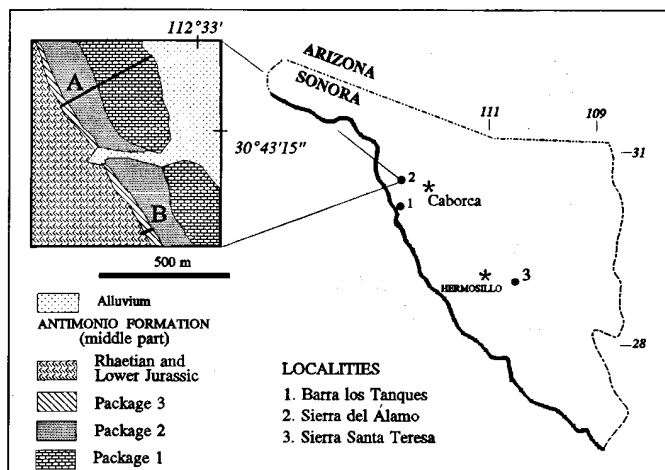 112°33'
A
B
30°43'15"
500 m
Alluvium
ANTIMONIO FORMATION
(middle part)
Rhaetian and
Lower Jurassic
Package 3
Package 2
Package 1
ARIZONA
SONORA
111
109
31
2
Caborca
1
HERMOSILLO
3
28
LOCALITIES
1. Barra los Tanques
2. Sierra del Álamo
3. Sierra Santa Teresa